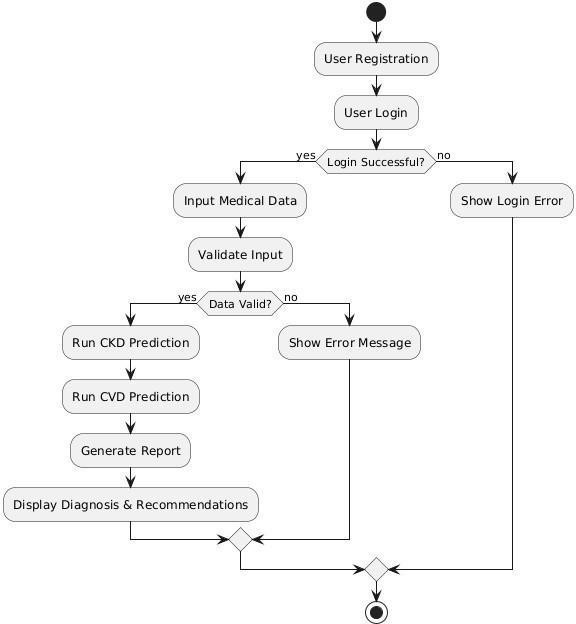 User Registration
User Login
yes
Login Successful?
no
Input Medical Data
Show Login Error
Validate Input
yes
Data Valid?
no
Run CKD Prediction
Show Error Message
Run CVD Prediction
Generate Report
Display Diagnosis & Recommendations